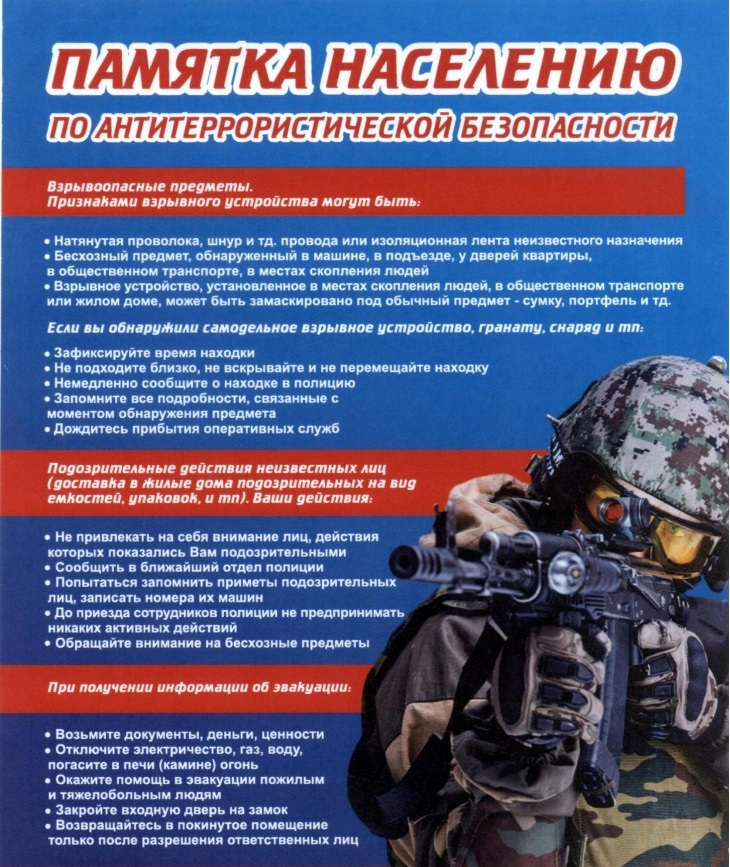 ПАМЯТКА НАСЕЛЕНИЮ
ПО АНТИТЕРРОРИСТИЧЕСКОЙ БЕЗОПАСНОСТИ
Взрывоопасные предметы.
Признаками взрывного устройства могут быть:
• Натянутая проволока, шнур и тд. провода или изоляционная лента неизвестного назначения
• Бесхозный предмет, обнаруженный в машине, в подъезде, у дверей квартиры,
в общественном транспорте, в местах скопления людей
• Взрывное устройство, установленное в местах скопления людей, в общественном транспорте
или жилом доме, может быть замаскировано под обычный предмет - сумку, портфель и тд.
Если вы обнаружили самодельное взрывное устройство, гранату, снаряд и тп:
• Зафиксируйте время находки
• Не подходите близко, не вскрывайте и не перемещайте находку
• Немедленно сообщите о находке в полицию
• Запомните все подробности, связанные с
моментом обнаружения предмета
• Дождитесь прибытия оперативных служб
Подозрительные действия неизвестных лиц
(доставка в жилые дома подозрительных на вид
емкостей, упаковок, и тп). Ваши действия:
• Не привлекать на себя внимание лиц, действия
которых показались Вам подозрительными
• Сообщить в ближайший отдел полиции
• Попытаться запомнить приметы подозрительных
лиц, записать номера их машин
• До приезда сотрудников полиции не предпринимать
никаких активных действий
• Обращайте внимание на бесхозные предметы
При получении информации об эвакуации:
• Возьмите документы, деньги, ценности
• Отключите электричество, газ, воду,
погасите в печи (камине) огонь
• Окажите помощь в эвакуации пожилым
и тяжелобольным людям
• Закройте входную дверь на замок
• Возвращайтесь в покинутое помещение
только после разрешения ответственных лиц